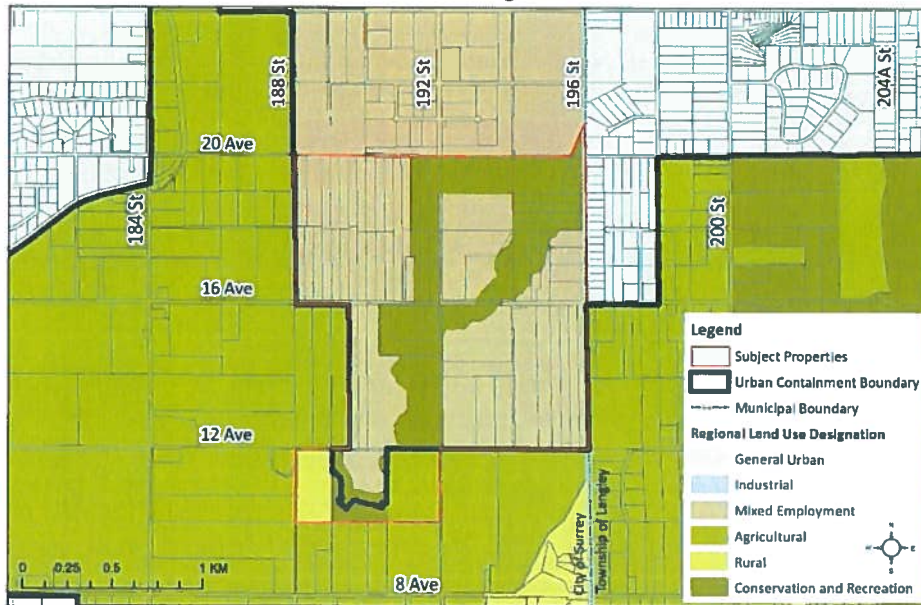 188 St
192 St
196 St
204A St
20 Ave
184 St
200 St
16 Ave
12 Ave
8 Ave
City of Surrey
Township of Langley
0 0.25 0.5 1 KM
Legend
Subject Properties
Urban Containment Boundary
Municipal Boundary
Regional Land Use Designation
General Urban
Industrial
Mixed Employment
Agricultural
Rural
Conservation and Recreation
N
E
S